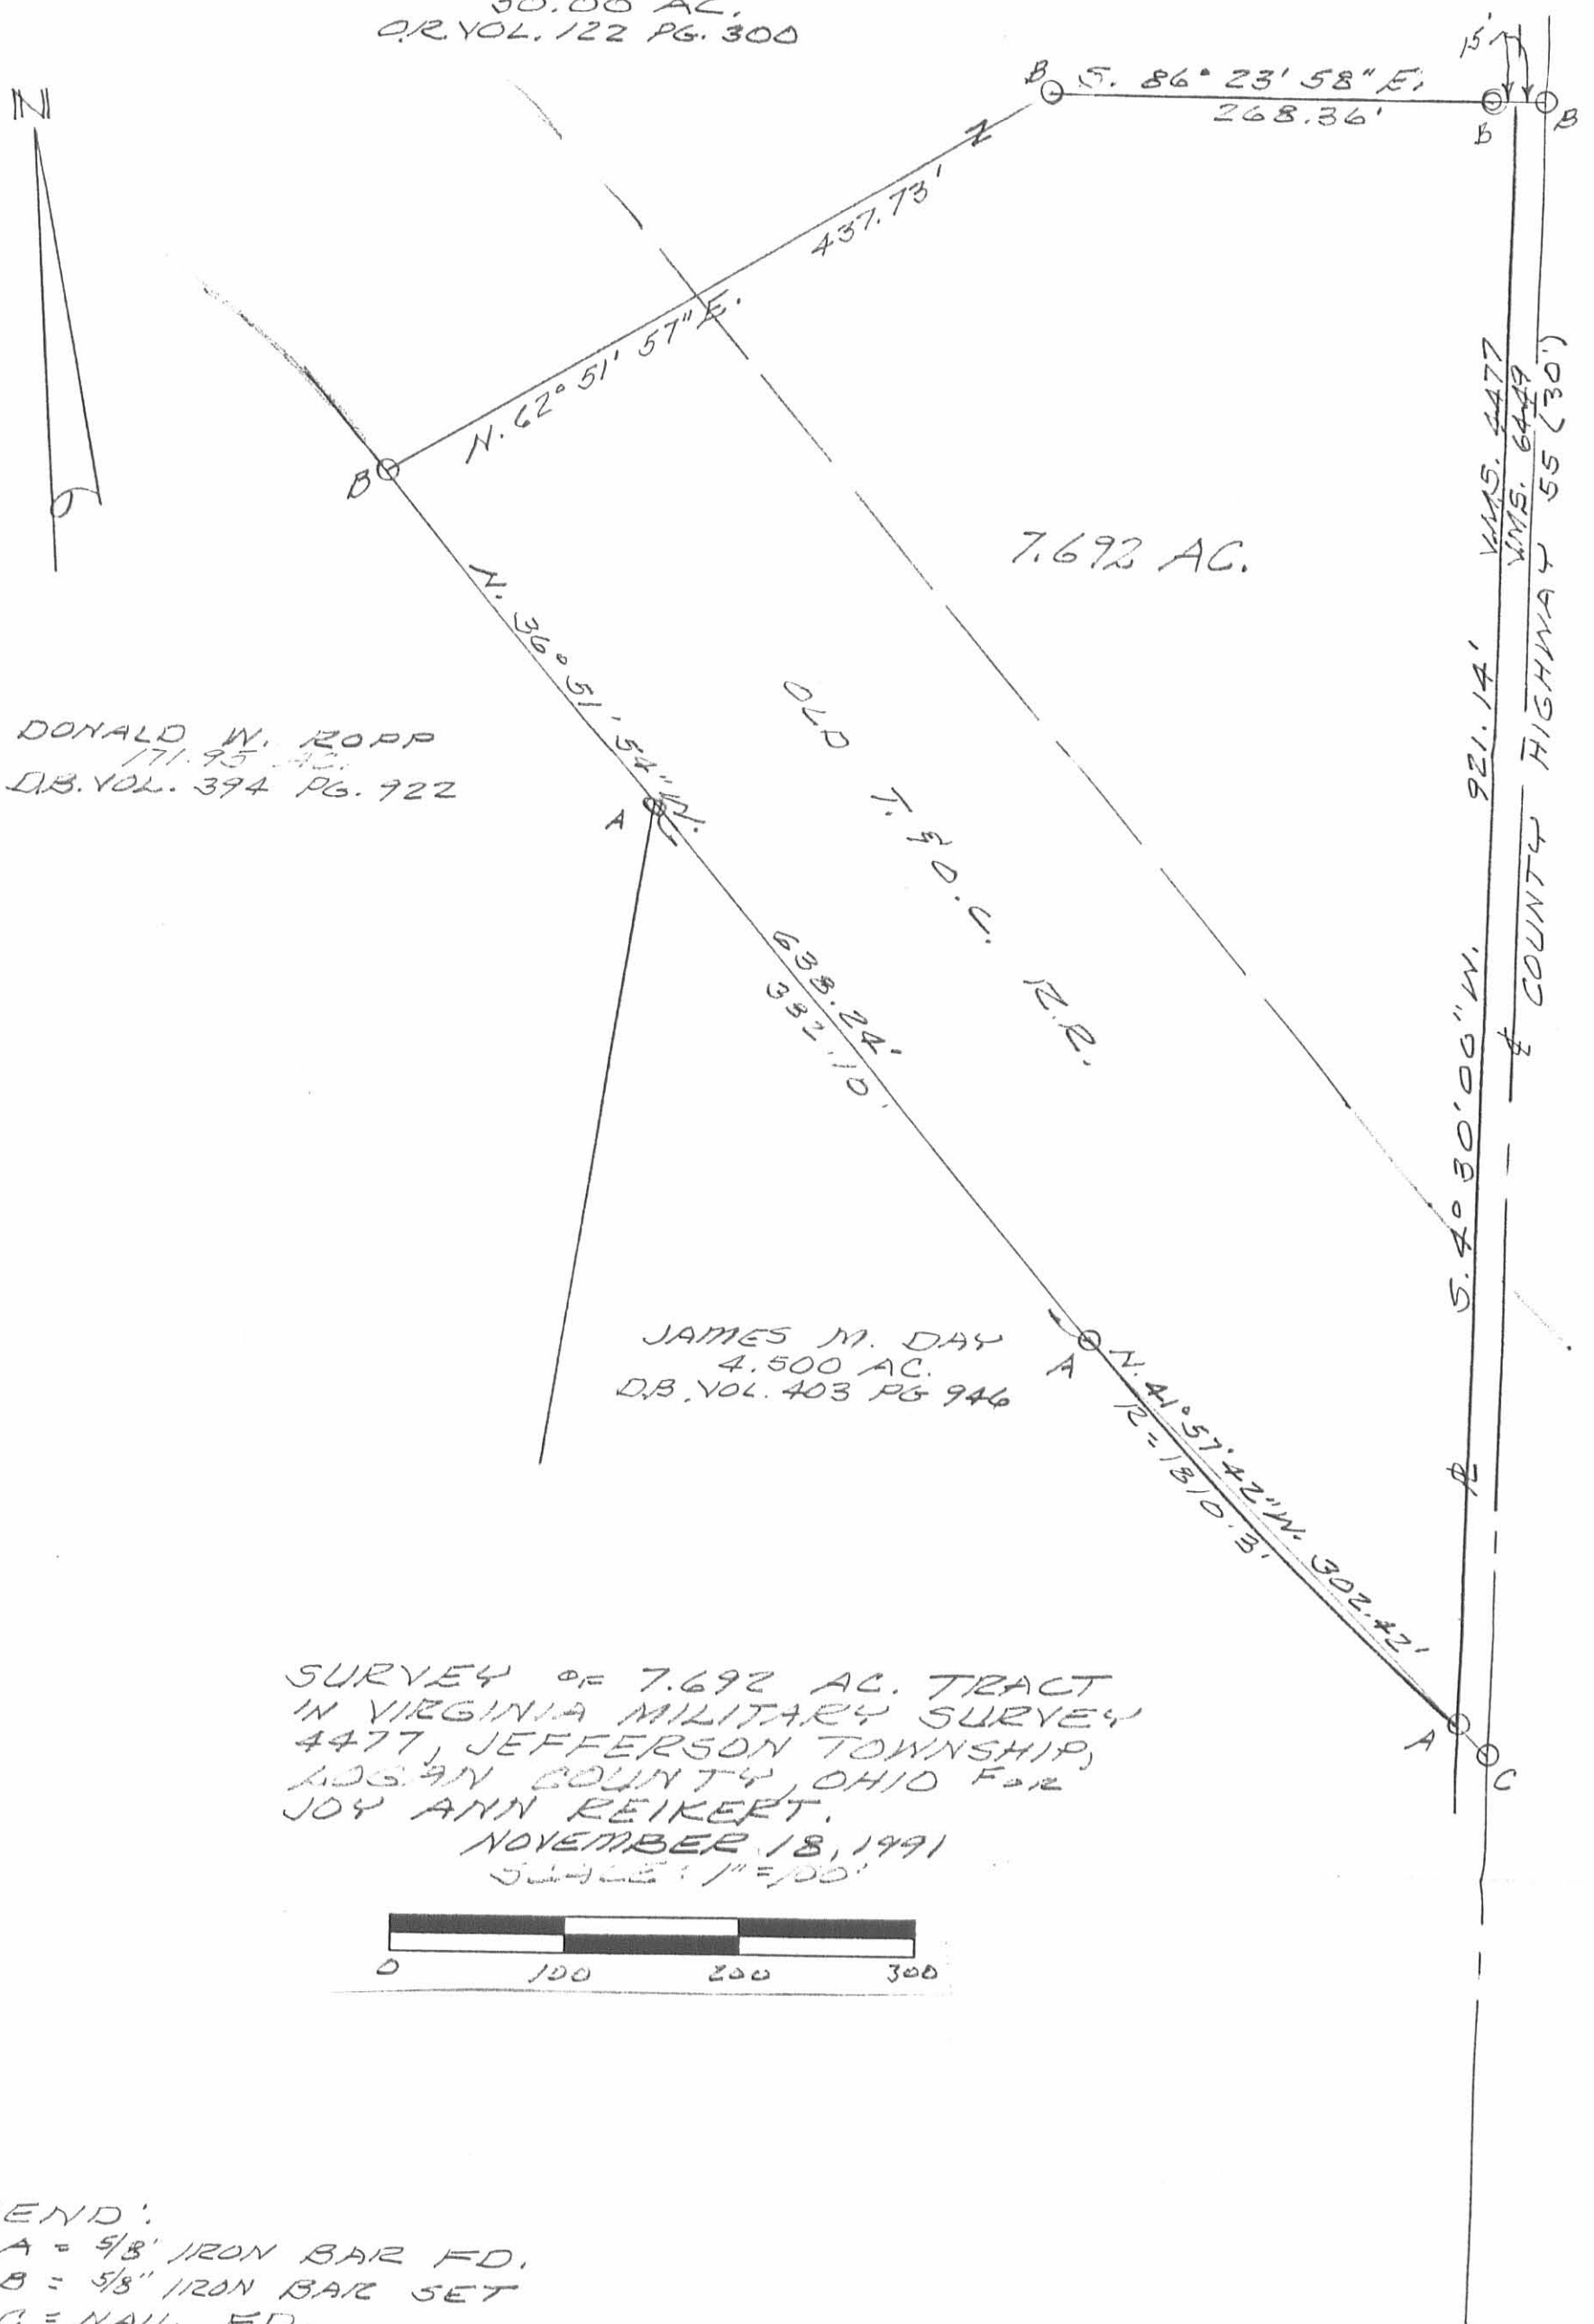 30.00 AC.
O.R. VOL. 122 PG. 300
N
15'
B
S. 86° 23' 58" E.
268.36'
B
B
437.73'
N. 62° 51' 57" E.
B
7.692 AC.
VMS. 4477
VMS. 6449
COUNTY HIGHWAY 55 (30')
921.14'
S. 4° 30' 00" W.
N. 36° 51' 54" W.
DONALD W. ROPP
171.95 AC.
D.B. VOL. 394 PG. 922
A
OLD T. & O.C. R.R.
638.24'
332.10'
JAMES M. DAY
4.500 AC.
D.B. VOL. 403 PG 946
A
N. 41° 57' 42" W. 302.42'
R = 1810.3'
A
C
SURVEY OF 7.692 AC. TRACT
IN VIRGINIA MILITARY SURVEY
4477, JEFFERSON TOWNSHIP,
LOGAN COUNTY, OHIO FOR
JOY ANN REIKERT.
NOVEMBER 18, 1991
SCALE: 1" = 100'
0 100 200 300
END:
A = 5/8" IRON BAR FD.
B = 5/8" IRON BAR SET
C = NAIL FD.